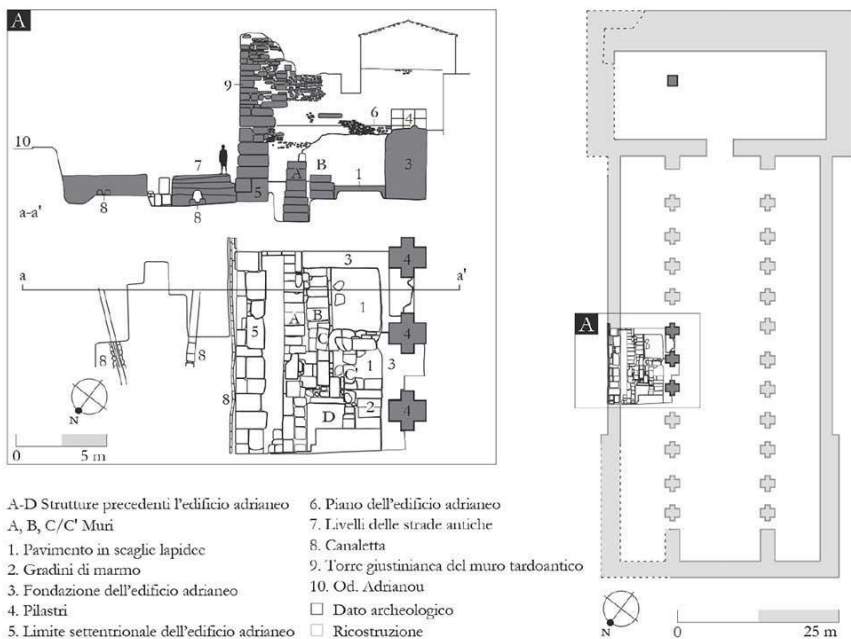 A
9
6
4
10
7
A
B
1
3
8
8
5
a-a'
3
4
a
a'
1
5
A
B
C
4
8
8
1
3
C'
8
2
D
4
N
0
5 m
A
N
0
25 m
A-D Strutture precedenti l'edificio adrianeo
A, B, C/C' Muri
1. Pavimento in scaglie lapidee
2. Gradini di marmo
3. Fondazione dell'edificio adrianeo
4. Pilastri
5. Limite settentrionale dell'edificio adrianeo
6. Piano dell'edificio adrianeo
7. Livelli delle strade antiche
8. Canaletta
9. Torre giustinianea del muro tardoantico
10. Od. Adrianou
Dato archeologico
Ricostruzione